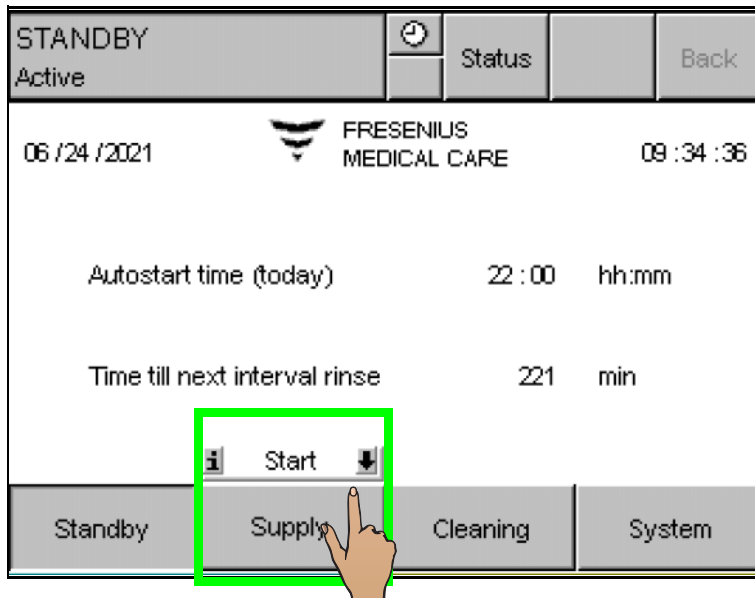 STANDBY
Active
Status
Back
06 /24 /2021
FRESENIUS
MEDICAL CARE
09 :34 :36
Autostart time (today) 22 : 00 hh:mm
Time till next interval rinse 221 min
i Start
Standby Supply Cleaning System